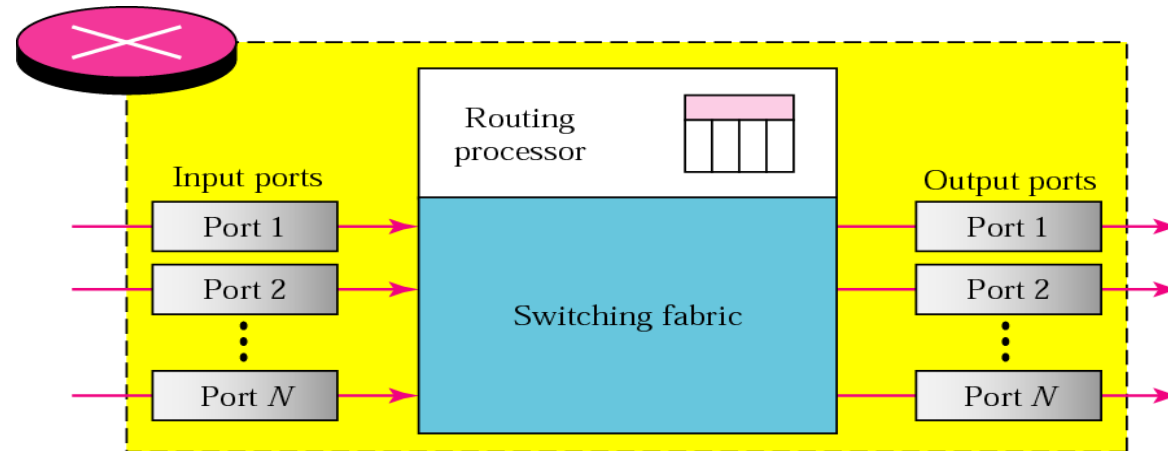 Routing
processor
Input ports
Output ports
Port 1
Port 1
Port 2
Port 2
Switching fabric
Port N
Port N